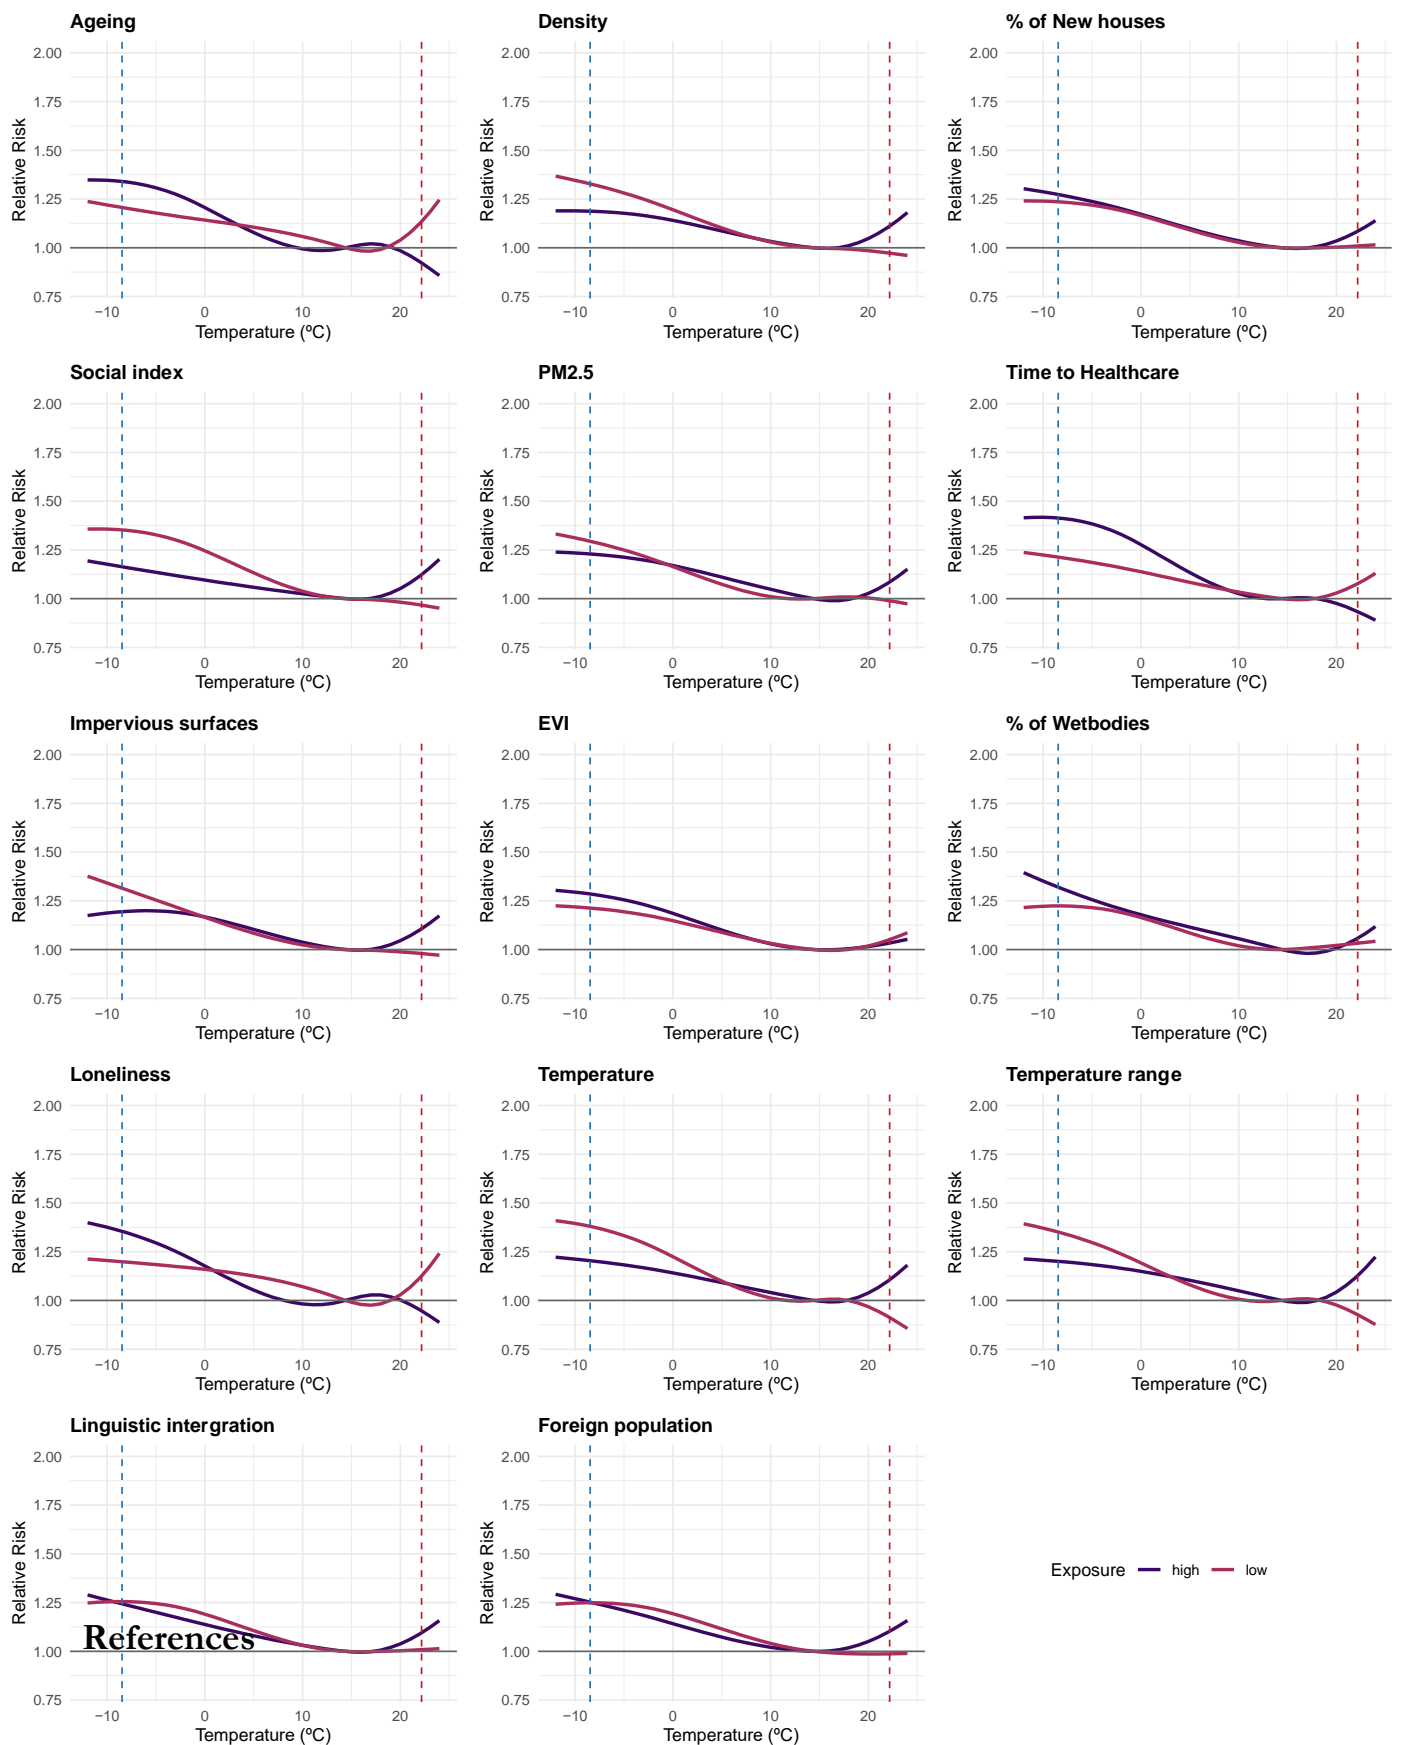 Ageing
Density
% of New houses
2.00
1.75
1.50
1.25
1.00
0.75
Relative Risk
−10 0 10 20
Temperature (ºC)
2.00
1.75
1.50
1.25
1.00
0.75
Relative Risk
−10 0 10 20
Temperature (ºC)
2.00
1.75
1.50
1.25
1.00
0.75
Relative Risk
−10 0 10 20
Temperature (ºC)
Social index
PM2.5
Time to Healthcare
2.00
1.75
1.50
1.25
1.00
0.75
Relative Risk
−10 0 10 20
Temperature (ºC)
2.00
1.75
1.50
1.25
1.00
0.75
Relative Risk
−10 0 10 20
Temperature (ºC)
2.00
1.75
1.50
1.25
1.00
0.75
Relative Risk
−10 0 10 20
Temperature (ºC)
Impervious surfaces
EVI
% of Wetbodies
2.00
1.75
1.50
1.25
1.00
0.75
Relative Risk
−10 0 10 20
Temperature (ºC)
2.00
1.75
1.50
1.25
1.00
0.75
Relative Risk
−10 0 10 20
Temperature (ºC)
2.00
1.75
1.50
1.25
1.00
0.75
Relative Risk
−10 0 10 20
Temperature (ºC)
Loneliness
Temperature
Temperature range
2.00
1.75
1.50
1.25
1.00
0.75
Relative Risk
−10 0 10 20
Temperature (ºC)
2.00
1.75
1.50
1.25
1.00
0.75
Relative Risk
−10 0 10 20
Temperature (ºC)
2.00
1.75
1.50
1.25
1.00
0.75
Relative Risk
−10 0 10 20
Temperature (ºC)
Linguistic intergration
Foreign population
2.00
1.75
1.50
1.25
1.00
0.75
Relative Risk
References
−10 0 10 20
Temperature (ºC)
2.00
1.75
1.50
1.25
1.00
0.75
Relative Risk
−10 0 10 20
Temperature (ºC)
Exposure high low